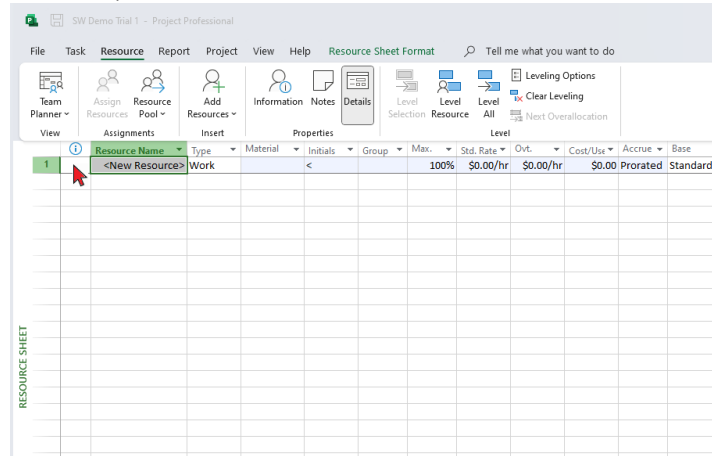 SW Demo Trial 1 - Project Professional
File Task Resource Report Project View Help Resource Sheet Format Tell me what you want to do
Team Planner
Assign Resources
Resource Pool
Add Resources
Information
Notes
Details
Level Selection
Level Resource
Level All
Leveling Options
Clear Leveling
Next Overallocation
View Assignments Insert Properties Level
Resource Name Type Material Initials Group Max. Std. Rate Ovt. Cost/Use Accrue Base
1 <New Resource> Work < 100% $0.00/hr $0.00/hr $0.00 Prorated Standard
RESOURCE SHEET